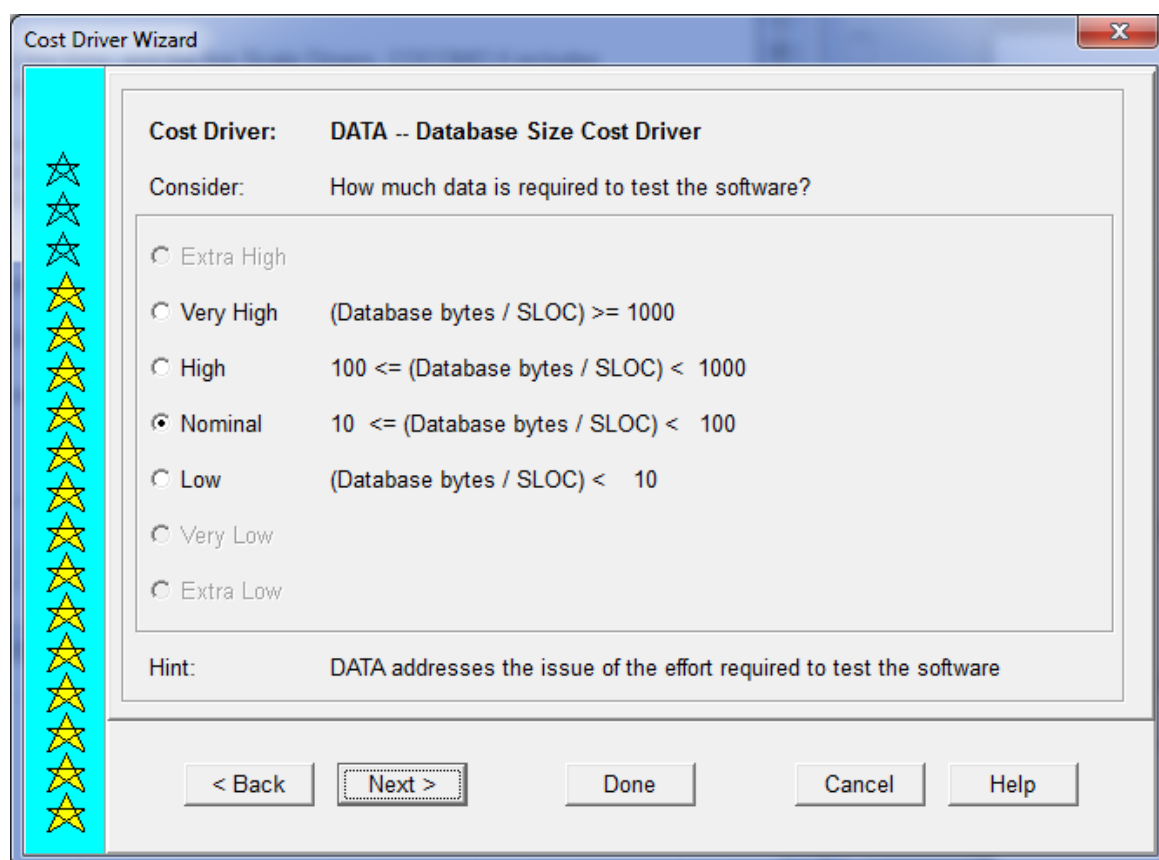 Cost Driver Wizard
Cost Driver: DATA -- Database Size Cost Driver
Consider: How much data is required to test the software?
Extra High
Very High (Database bytes / SLOC) >= 1000
High 100 <= (Database bytes / SLOC) < 1000
Nominal 10 <= (Database bytes / SLOC) < 100
Low (Database bytes / SLOC) < 10
Very Low
Extra Low
Hint: DATA addresses the issue of the effort required to test the software
< Back Next > Done Cancel Help